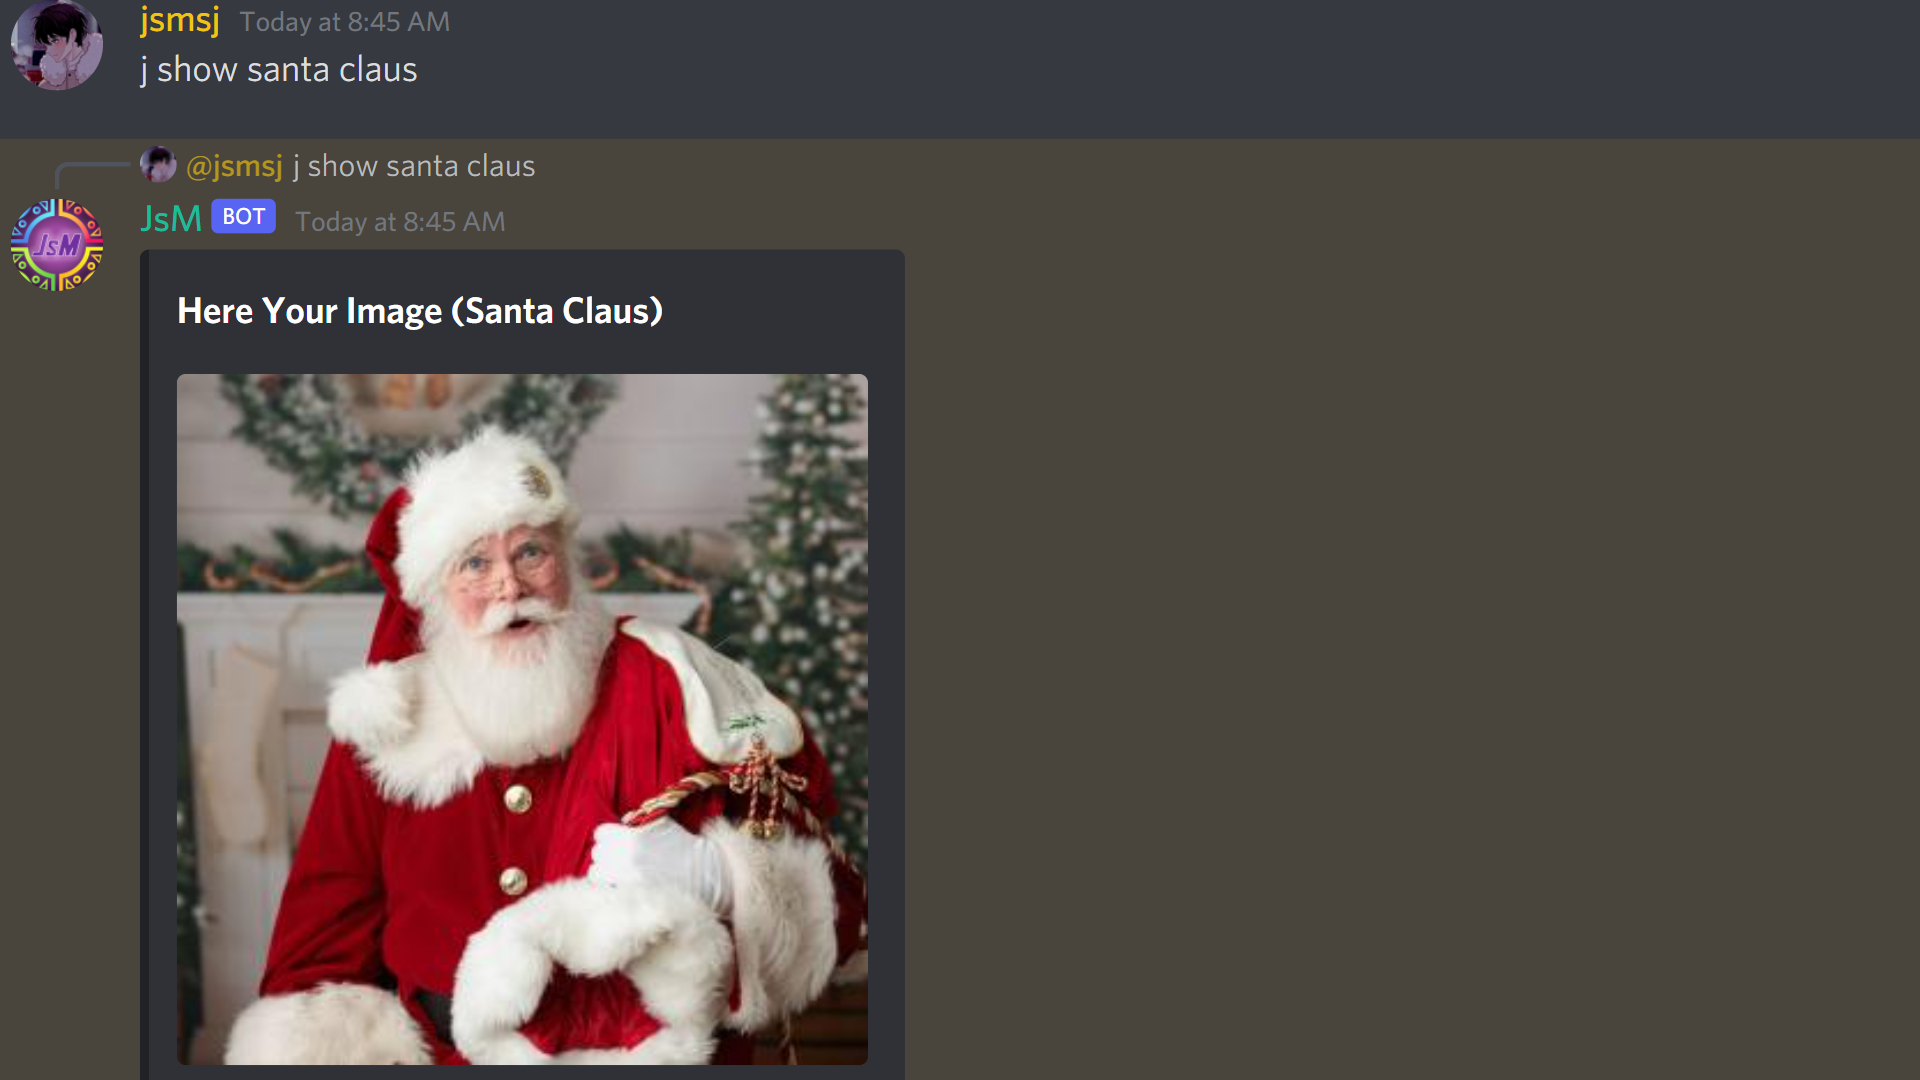 jsmsj Today at 8:45 AM
j show santa claus
@jsmsj j show santa claus
JsM BOT Today at 8:45 AM
JsM
Here Your Image (Santa Claus)